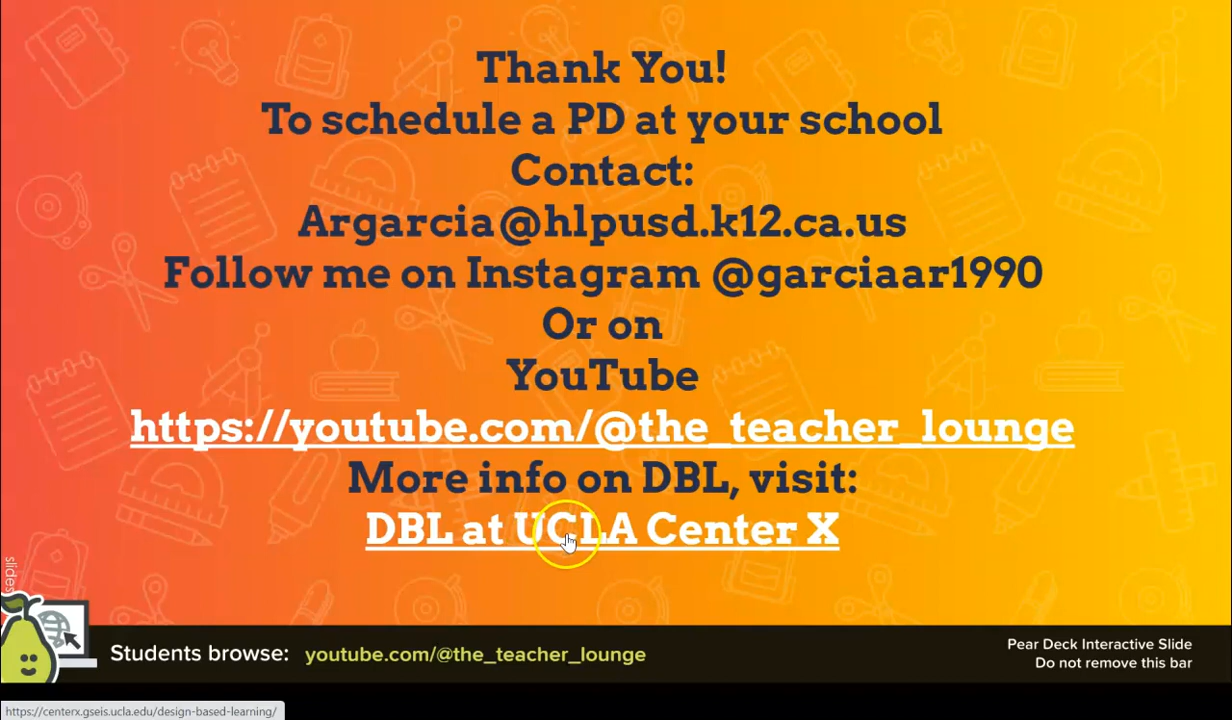 Thank You!
To schedule a PD at your school
Contact:
Argarcia@hlpusd.k12.ca.us
Follow me on Instagram @garciaar1990
Or on
YouTube
https://youtube.com/@the_teacher_lounge
More info on DBL, visit:
DBL at UCLA Center X
slides
Students browse: youtube.com/@the_teacher_lounge
Pear Deck Interactive Slide
Do not remove this bar
https://centerx.gseis.ucla.edu/design-based-learning/